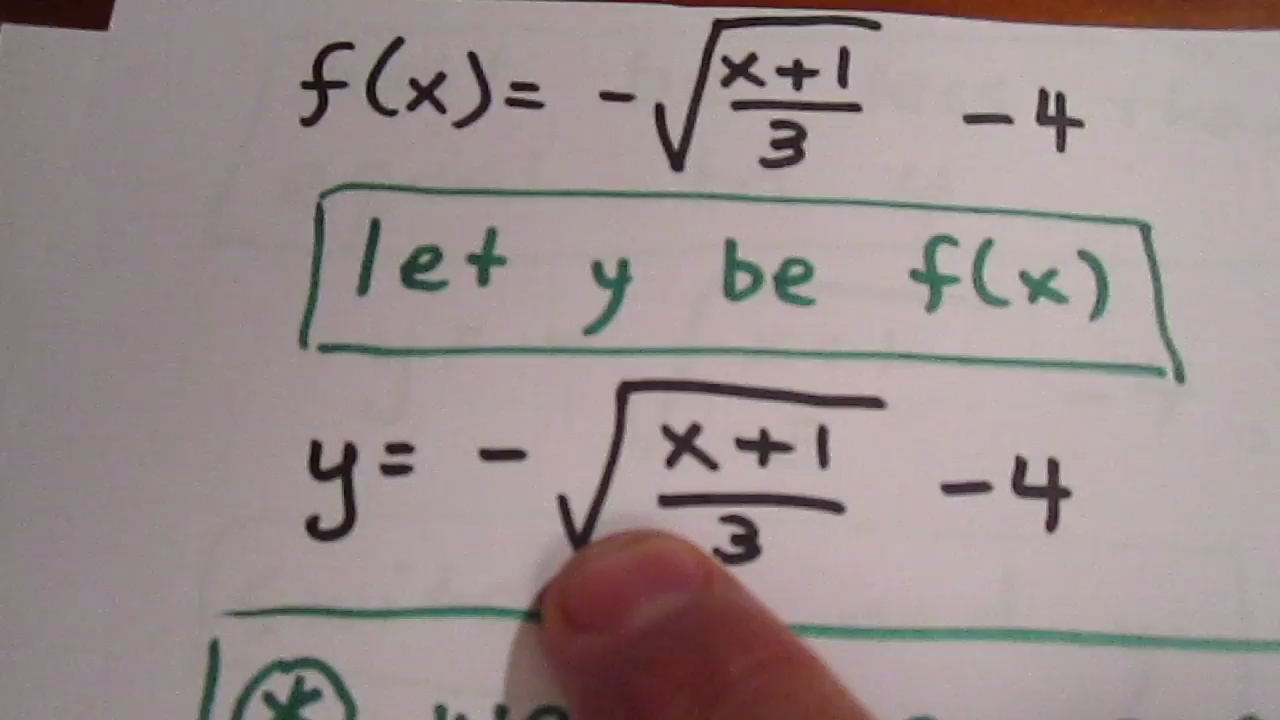 f(x) = -√((x+1)/3) - 4
let y be f(x)
y = -√((x+1)/3) - 4
*